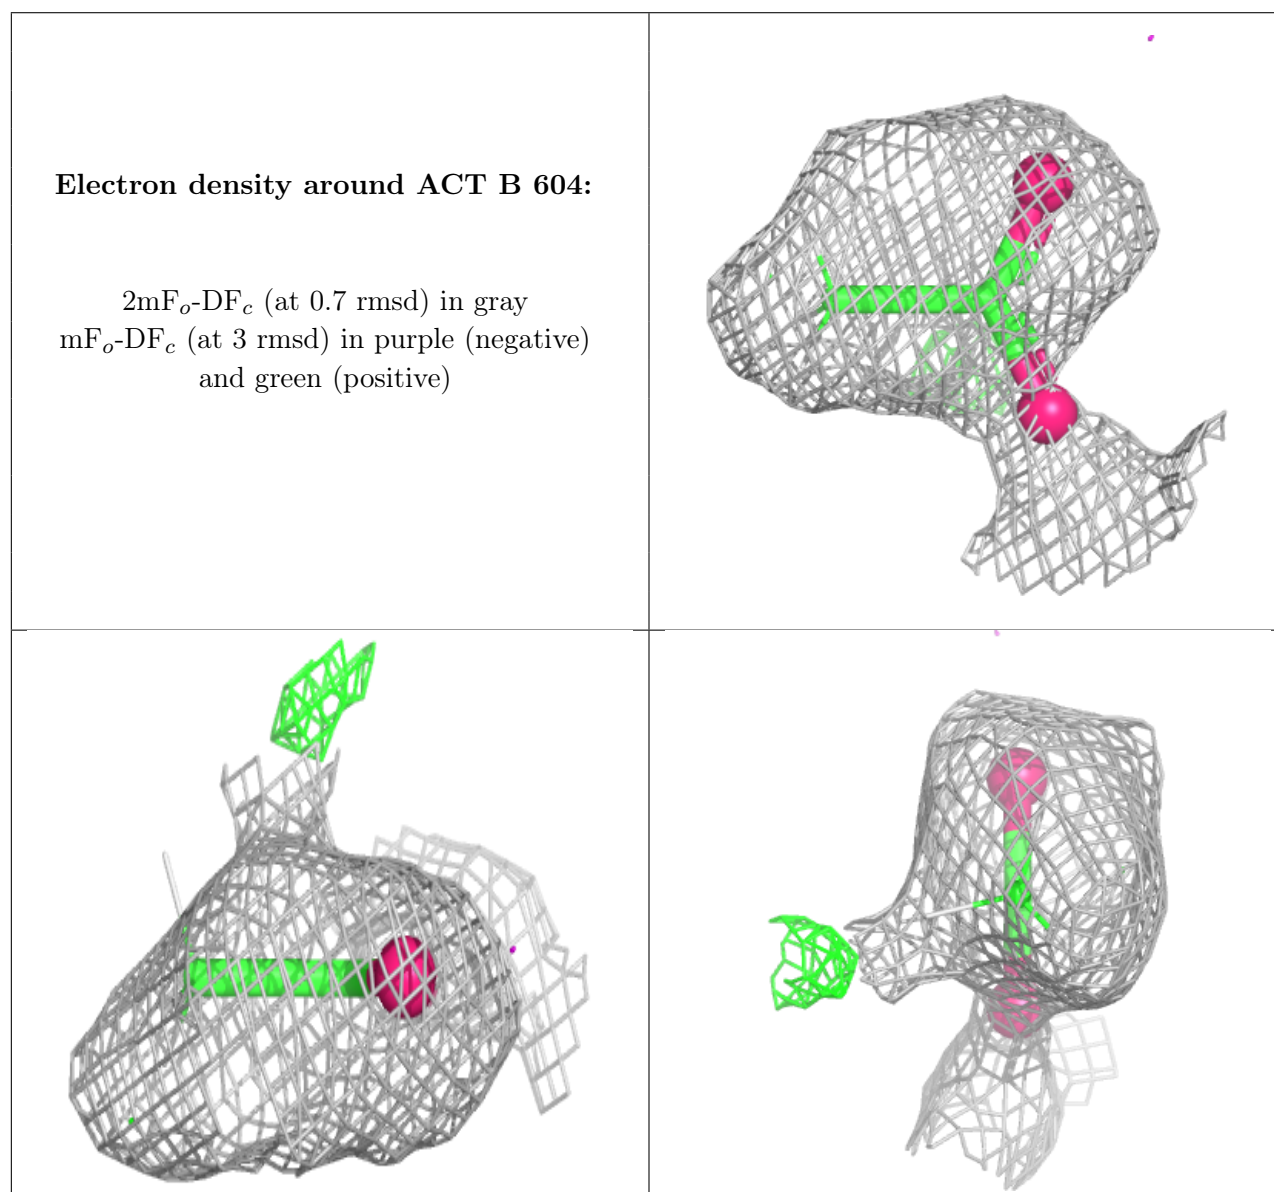 Electron density around ACT B 604:
2mFo-DFc (at 0.7 rmsd) in gray
mFo-DFc (at 3 rmsd) in purple (negative)
and green (positive)